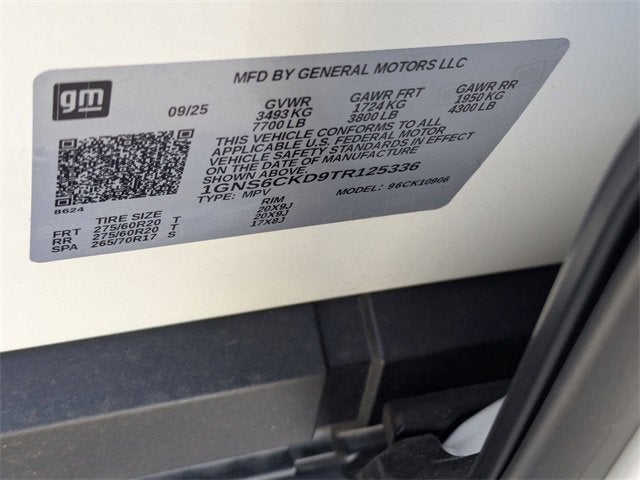 gm
MFD BY GENERAL MOTORS LLC
09/25 GVWR GAWR FRT GAWR RR
3493 KG 1724 KG 1950 KG
7700 LB 3800 LB 4300 LB
THIS VEHICLE CONFORMS TO ALL
APPLICABLE U.S. FEDERAL MOTOR
VEHICLE SAFETY STANDARDS IN EFFECT
ON THE DATE OF MANUFACTURE
SHOWN ABOVE.
1GNS6CKD9TR125336
TYPE: MPV MODEL: 96CK10906
B624
TIRE SIZE RIM
FRT 275/60R20 T 20X9J
RR 275/60R20 T 20X9J
SPA 265/70R17 S 17X8J